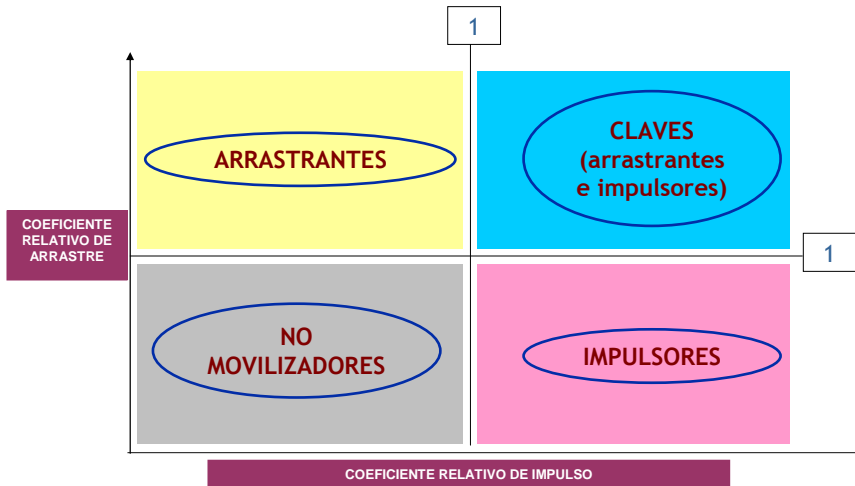 1
ARRASTRANTES
CLAVES
(arrastrantes
e impulsores)
COEFICIENTE
RELATIVO DE
ARRASTRE
1
NO
MOVILIZADORES
IMPULSORES
COEFICIENTE RELATIVO DE IMPULSO